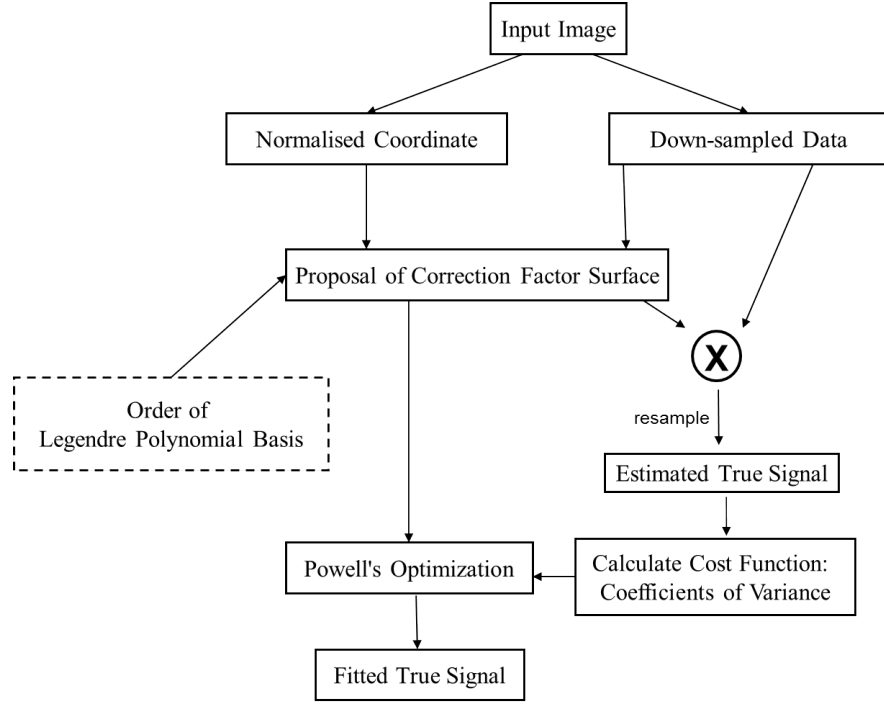 Input Image
Normalised Coordinate
Down-sampled Data
Proposal of Correction Factor Surface
X
Order of
Legendre Polynomial Basis
resample
Estimated True Signal
Powell's Optimization
Calculate Cost Function:
Coefficients of Variance
Fitted True Signal